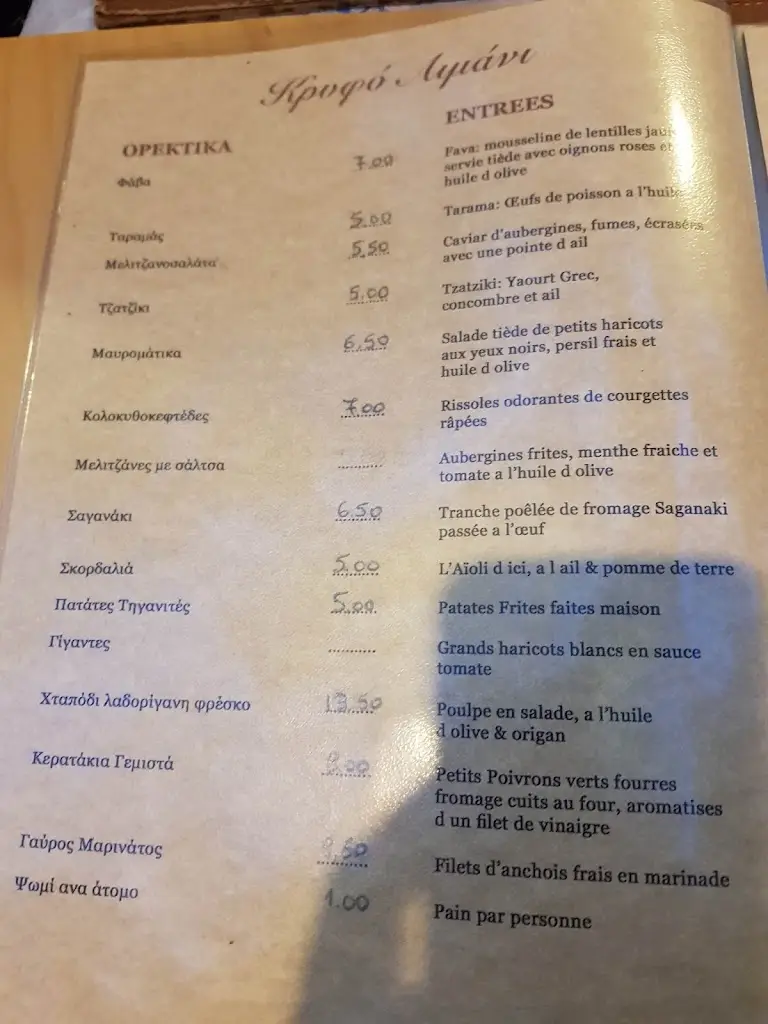 Κρυφό Λιμάνι
ΟΡΕΚΤΙΚΑ
ENTREES
Φάβα
7.00
Fava: mousseline de lentilles
servie tiède avec oignons roses et
huile d olive
Ταραμάς
5.00
Tarama: Œufs de poisson a l'huile
Μελιτζανοσαλάτα
5.50
Caviar d'aubergines, fumes, écrasées
avec une pointe d ail
Τζατζίκι
5.00
Tzatziki: Yaourt Grec,
concombre et ail
Μαυρομάτικα
6.50
Salade tiède de petits haricots
aux yeux noirs, persil frais et
huile d olive
Κολοκυθοκεφτέδες
7.00
Rissoles odorantes de courgettes
râpées
Μελιτζάνες με σάλτσα
............
Aubergines frites, menthe fraiche et
tomate a l'huile d olive
Σαγανάκι
6.50
Tranche poêlée de fromage Saganaki
passée a l'œuf
Σκορδαλιά
5.00
L'Aïoli d ici, a l ail & pomme de terre
Πατάτες Τηγανιτές
5.00
Patates Frites faites maison
Γίγαντες
............
Grands haricots blancs en sauce
tomate
Χταπόδι λαδορίγανη φρέσκο
13.50
Poulpe en salade, a l'huile
d olive & origan
Κερατάκια Γεμιστά
Petits Poivrons verts fourres
fromage cuits au four, aromatises
d un filet de vinaigre
Γαύρος Μαρινάτος
Filets d'anchois frais en marinade
Ψωμί ανα άτομο
1.00
Pain par personne